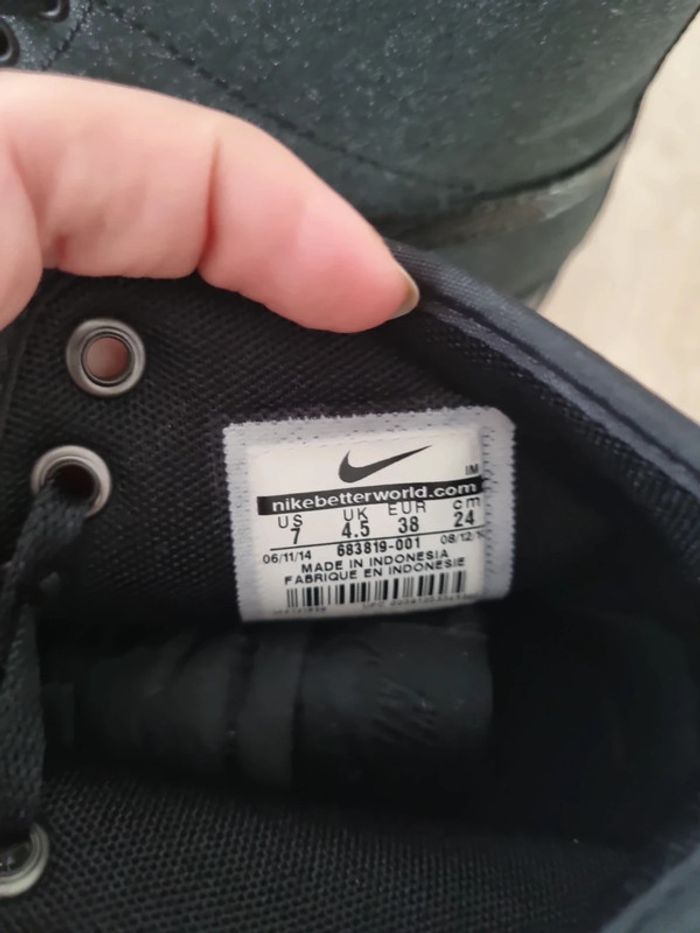 IM
nikebetterworld.com
US UK EUR cm
7 4.5 38 24
06/11/14 683819-001
MADE IN INDONESIA
FABRIQUE EN INDONESIE